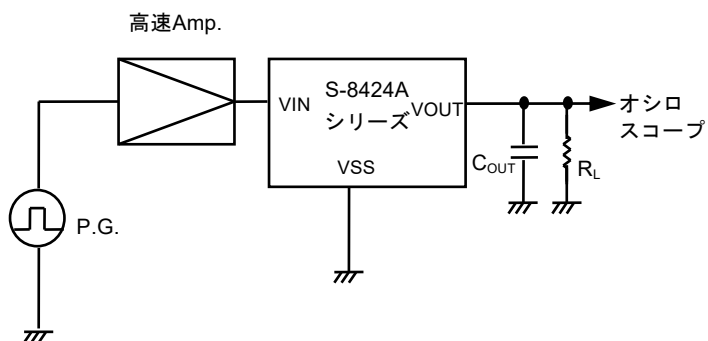 高速Amp.
S-8424A
シリーズ
VIN
VOUT
VSS
P.G.
COUT
RL
オシロ
スコープ